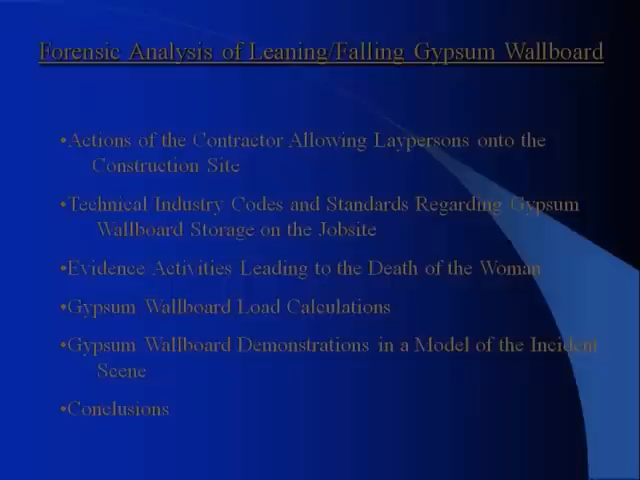 Forensic Analysis of Leaning/Falling Gypsum Wallboard
•Actions of the Contractor Allowing Laypersons onto the
Construction Site
•Technical Industry Codes and Standards Regarding Gypsum
Wallboard Storage on the Jobsite
•Evidence Activities Leading to the Death of the Woman
•Gypsum Wallboard Load Calculations
•Gypsum Wallboard Demonstrations in a Model of the Incident
Scene
•Conclusions